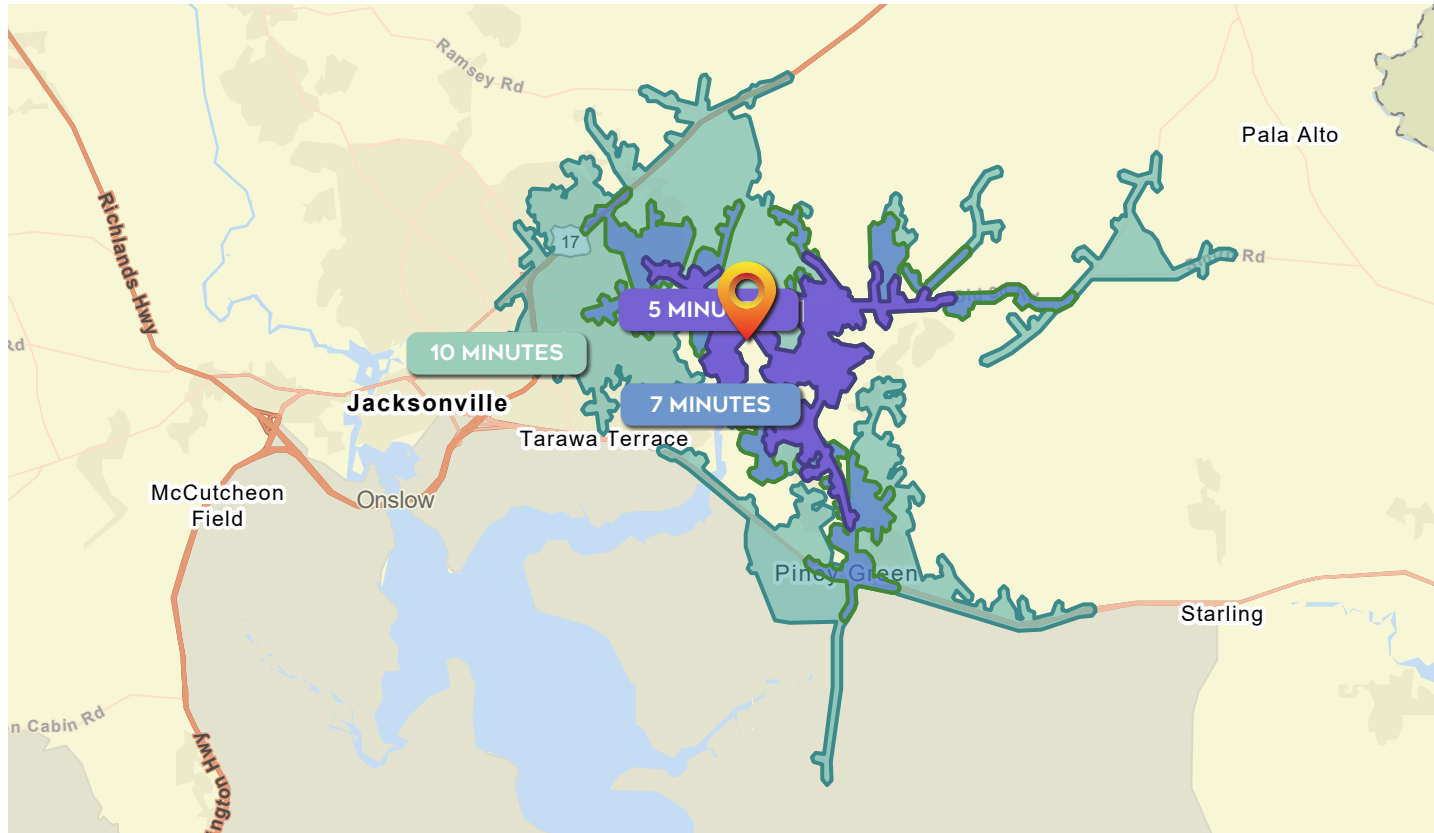 Ramsey Rd
Pala Alto
Richlands Hwy
17
Rd
5 MINU
10 MINUTES
Jacksonville
7 MINUTES
Tarawa Terrace
McCutcheon
Field
Onslow
Piney Green
Starling
n Cabin Rd
ington Hwy
Rd